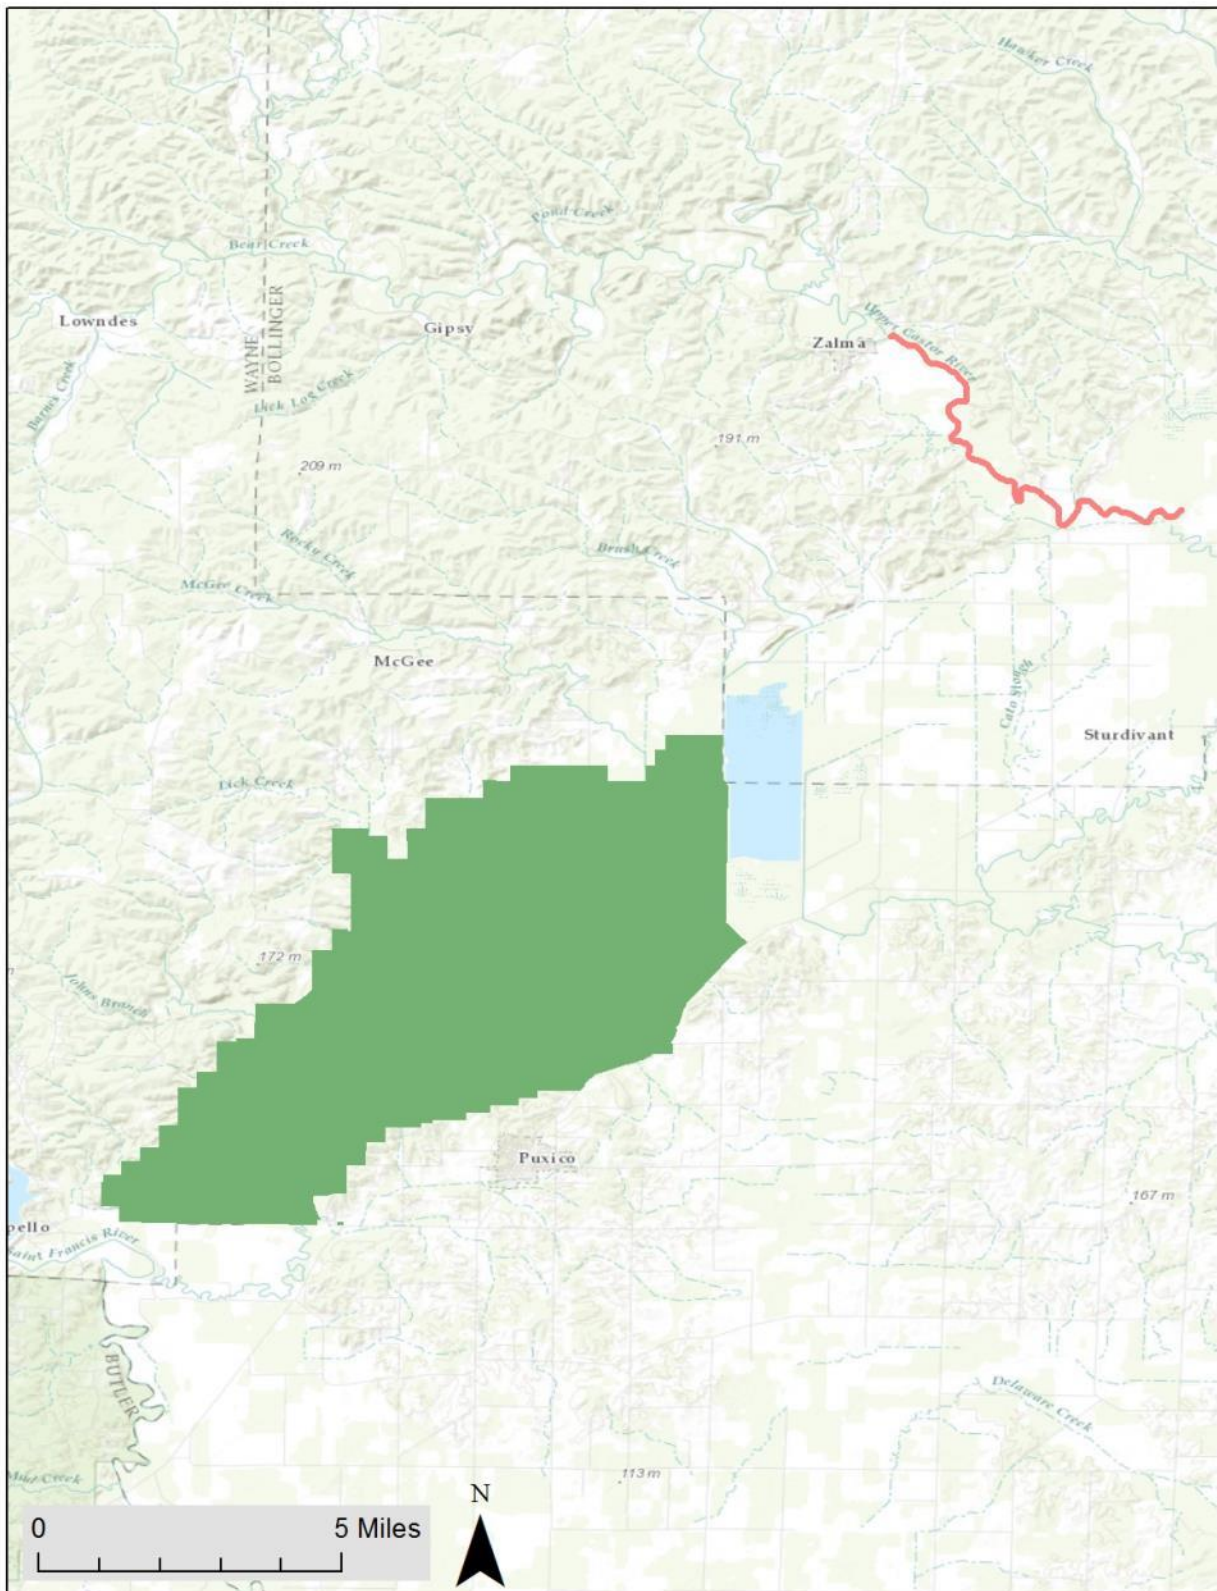 Hawker Creek
Pond Creek
Bear Creek
WAYNE
BOLLINGER
Lowndes
Gipsy
Upper Castor River
Zalma
Barnes Creek
Lick Log Creek
191 m
209 m
Rocky Creek
Brush Creek
McGee Creek
McGee
Cato Slough
Sturdivant
Dick Creek
172 m
Johns Branch
Puxico
167 m
pello
Saint Francis River
BUTLER
Delaware Creek
113 m
N
0 5 Miles